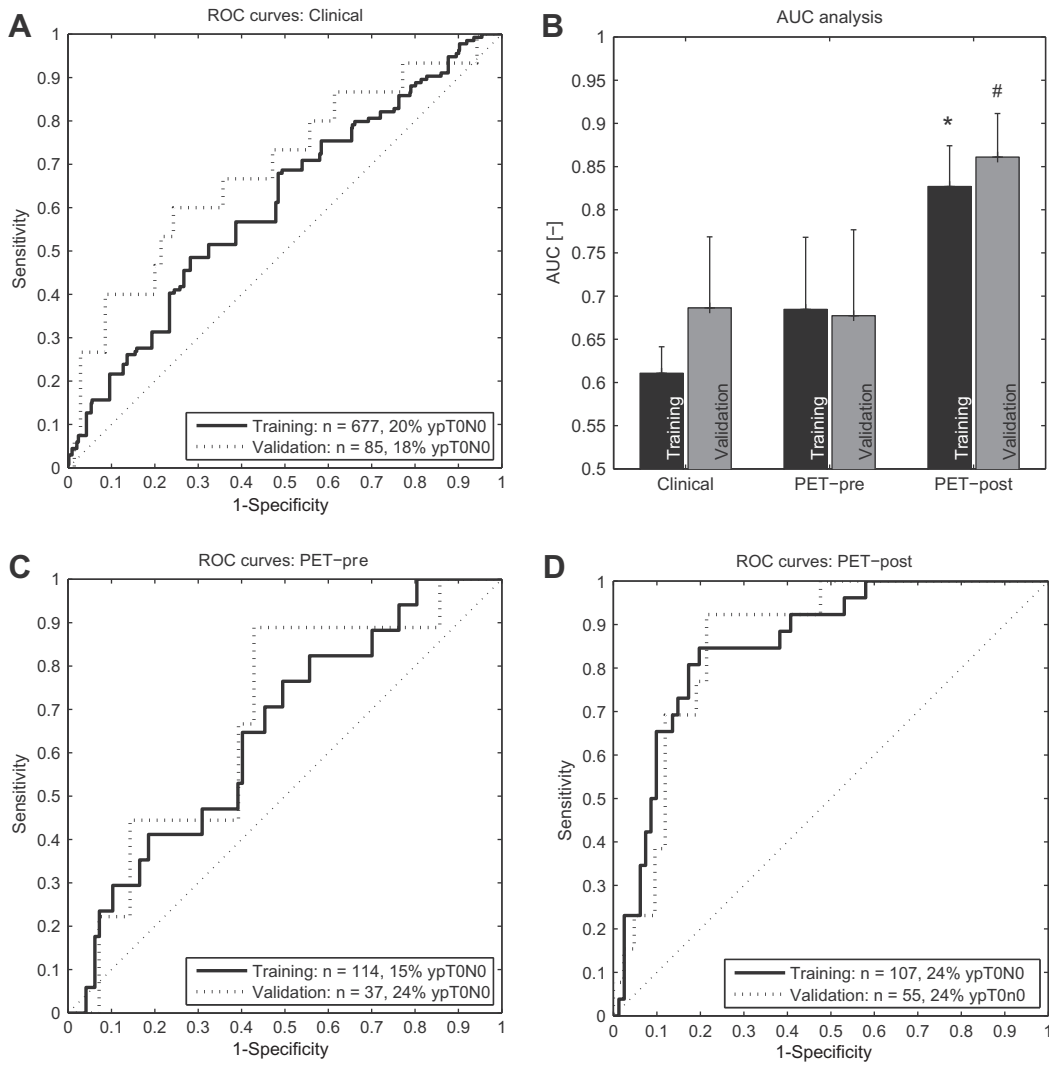 A
ROC curves: Clinical
1
0.9
0.8
0.7
0.6
0.5
0.4
0.3
0.2
0.1
0
Sensitivity
Training: n = 677, 20% ypT0N0
Validation: n = 85, 18% ypT0N0
0 0.1 0.2 0.3 0.4 0.5 0.6 0.7 0.8 0.9 1
1-Specificity
B
AUC analysis
1
0.95
0.9
0.85
0.8
0.75
0.7
0.65
0.6
0.55
0.5
AUC [−]
* #
Training
Validation
Training
Validation
Training
Validation
Clinical PET−pre PET−post
C
ROC curves: PET−pre
1
0.9
0.8
0.7
0.6
0.5
0.4
0.3
0.2
0.1
0
Sensitivity
Training: n = 114, 15% ypT0N0
Validation: n = 37, 24% ypT0N0
0 0.1 0.2 0.3 0.4 0.5 0.6 0.7 0.8 0.9 1
1-Specificity
D
ROC curves: PET−post
1
0.9
0.8
0.7
0.6
0.5
0.4
0.3
0.2
0.1
0
Sensitivity
Training: n = 107, 24% ypT0N0
Validation: n = 55, 24% ypT0n0
0 0.1 0.2 0.3 0.4 0.5 0.6 0.7 0.8 0.9 1
1-Specificity